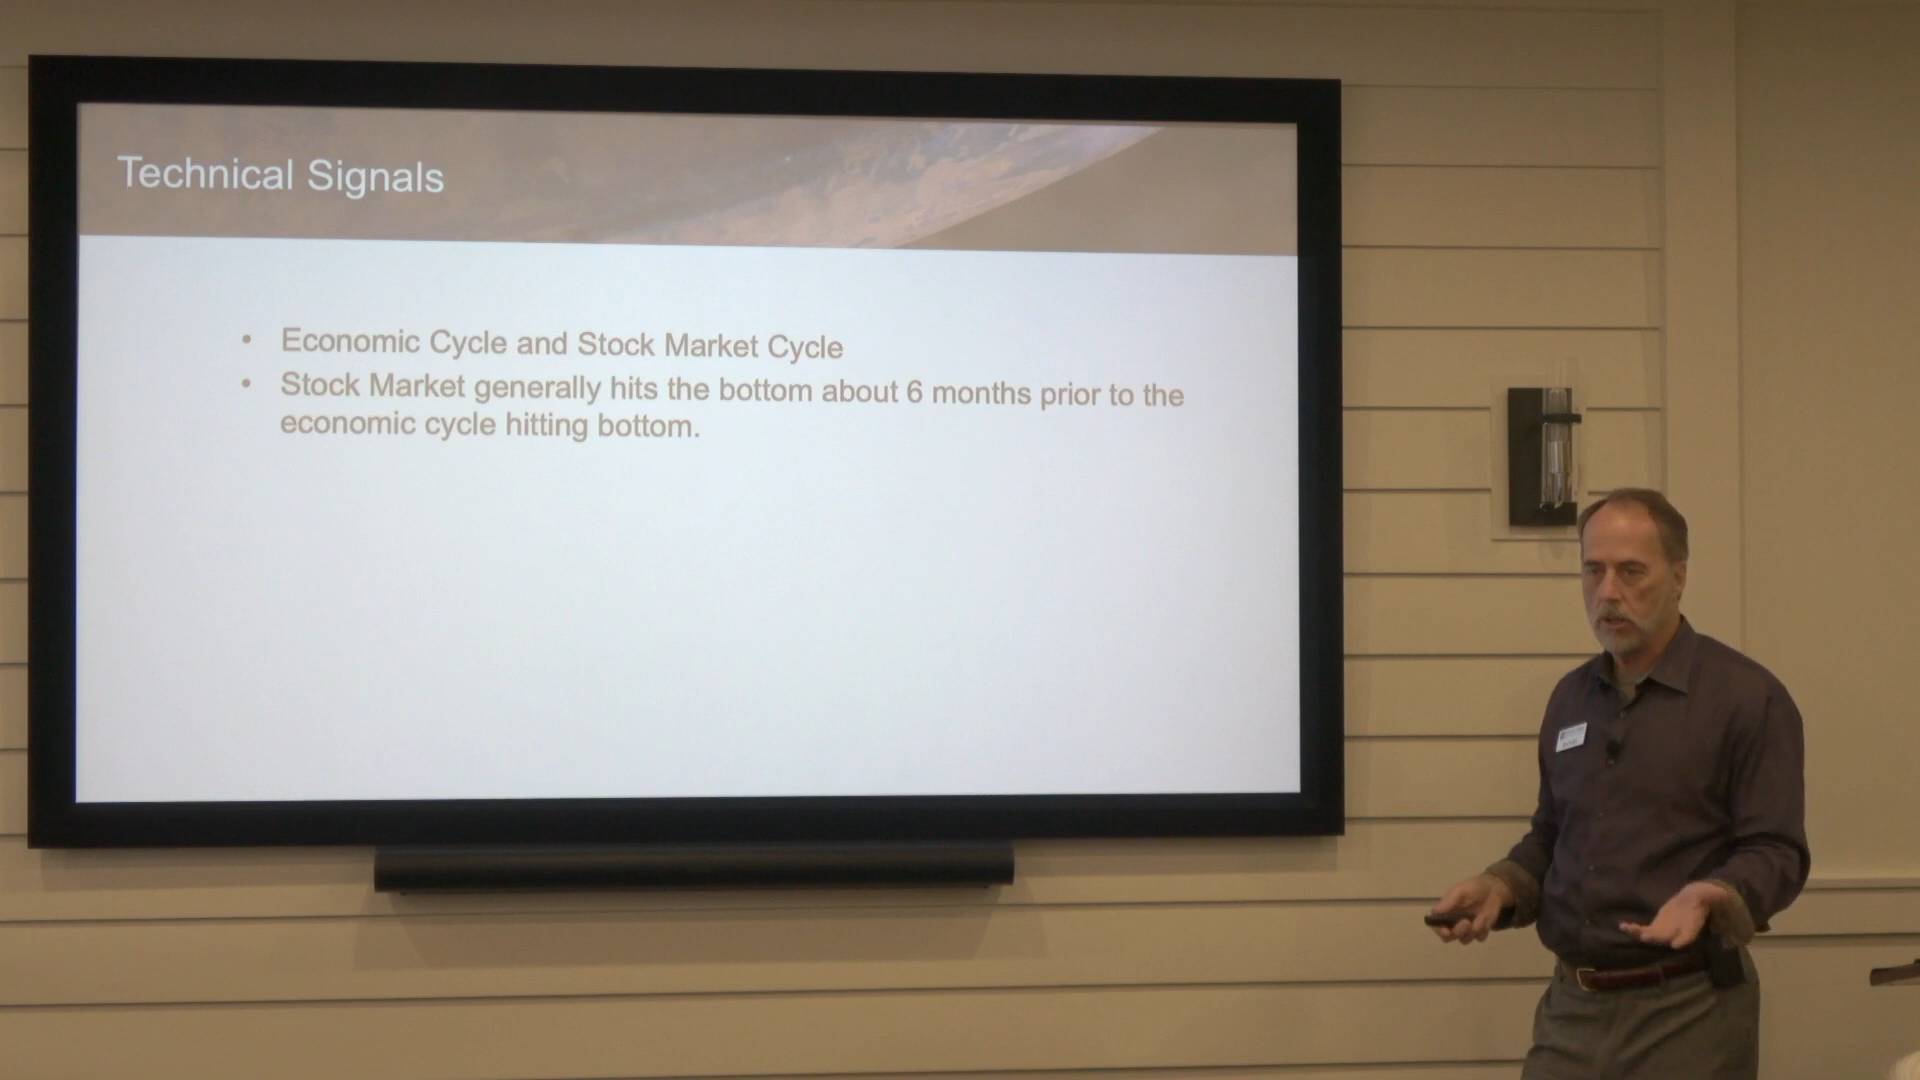 Technical Signals
• Economic Cycle and Stock Market Cycle
• Stock Market generally hits the bottom about 6 months prior to the
economic cycle hitting bottom.